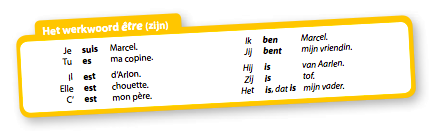 Het werkwoord être (zijn)
Je suis Marcel.
Tu es ma copine.
Il est d'Arlon.
Elle est chouette.
C' est mon père.
Ik ben Marcel.
Jij bent mijn vriendin.
Hij is van Aarlen.
Zij is tof.
Het is, dat is mijn vader.